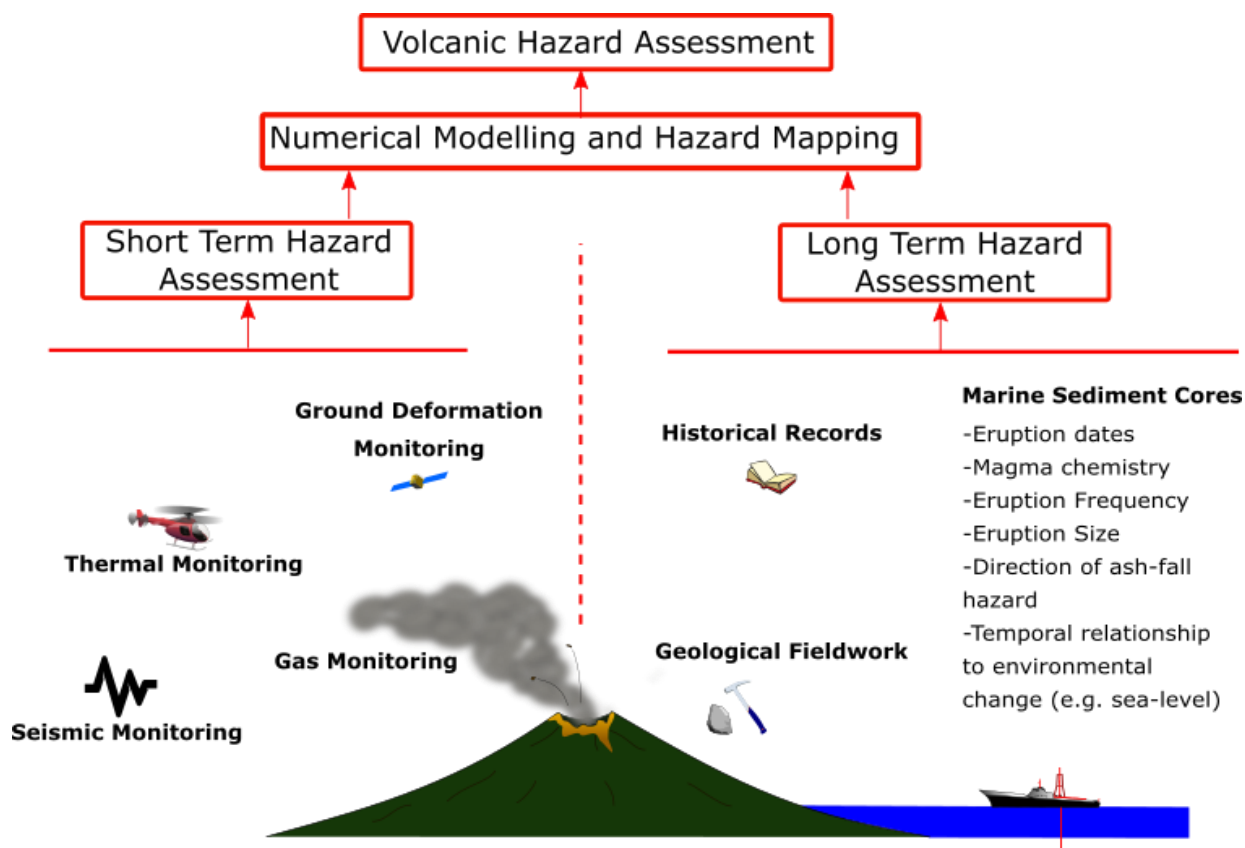 Volcanic Hazard Assessment
Numerical Modelling and Hazard Mapping
Short Term Hazard
Assessment
Long Term Hazard
Assessment
Ground Deformation
Monitoring
Thermal Monitoring
Gas Monitoring
Seismic Monitoring
Historical Records
Geological Fieldwork
Marine Sediment Cores
-Eruption dates
-Magma chemistry
-Eruption Frequency
-Eruption Size
-Direction of ash-fall
hazard
-Temporal relationship
to environmental
change (e.g. sea-level)